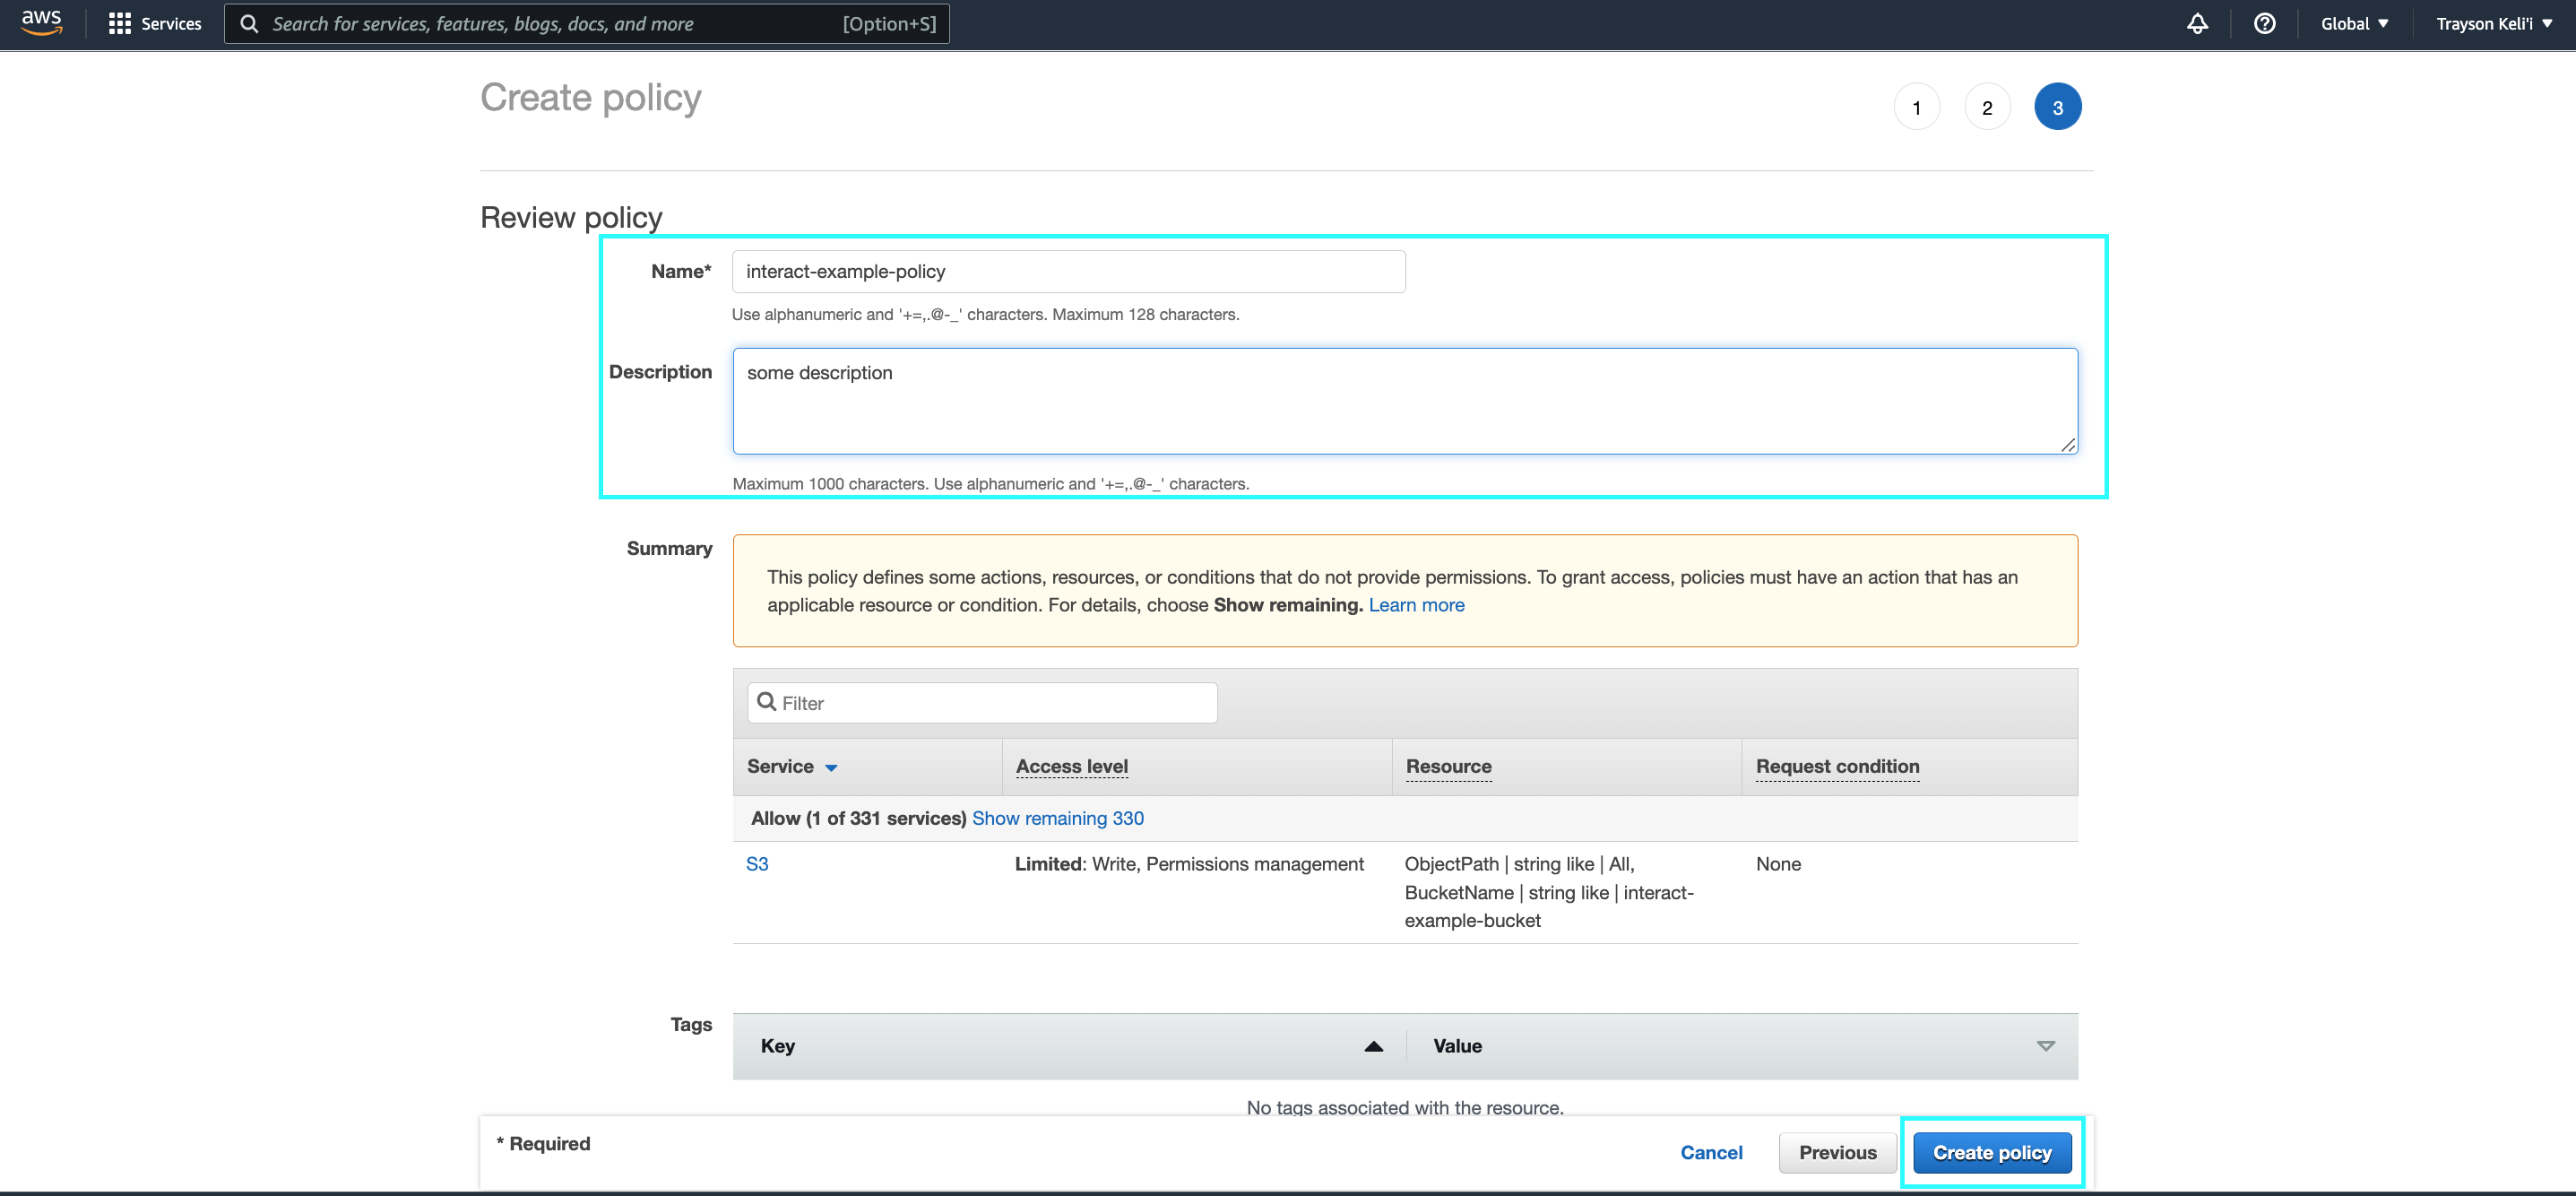 aws Services Search for services, features, blogs, docs, and more [Option+S] Global Trayson Keli'i
Create policy
1 2 3
Review policy
Name* interact-example-policy
Use alphanumeric and '+=,.@-_' characters. Maximum 128 characters.
Description some description
Maximum 1000 characters. Use alphanumeric and '+=,.@-_' characters.
Summary
This policy defines some actions, resources, or conditions that do not provide permissions. To grant access, policies must have an action that has an
applicable resource or condition. For details, choose Show remaining. Learn more
Filter
Service Access level Resource Request condition
Allow (1 of 331 services) Show remaining 330
S3 Limited: Write, Permissions management ObjectPath | string like | All, None
BucketName | string like | interact-
example-bucket
Tags
Key Value
No tags associated with the resource.
* Required Cancel Previous Create policy